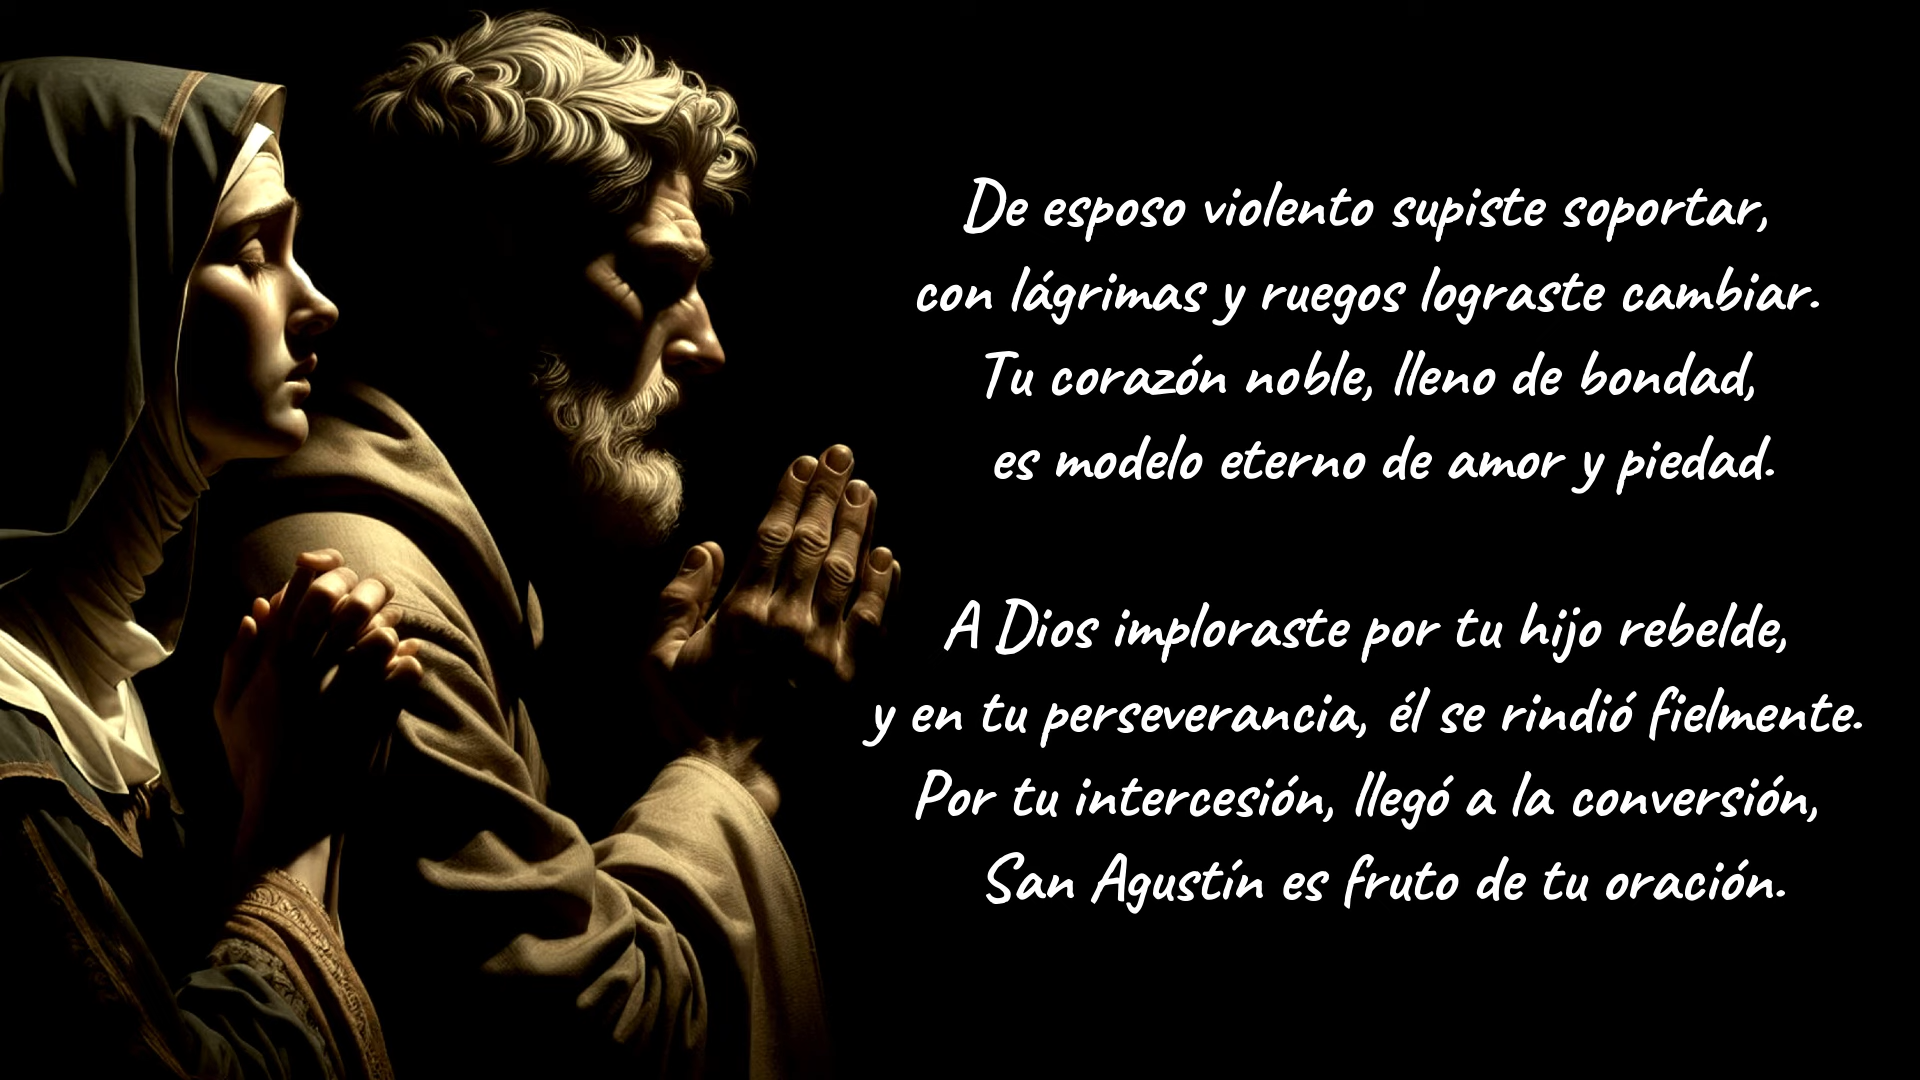 De esposo violento supiste soportar,
con lágrimas y ruegos lograste cambiar.
Tu corazón noble, lleno de bondad,
es modelo eterno de amor y piedad.
A Dios imploraste por tu hijo rebelde,
y en tu perseverancia, él se rindió fielmente.
Por tu intercesión, llegó a la conversión,
San Agustín es fruto de tu oración.